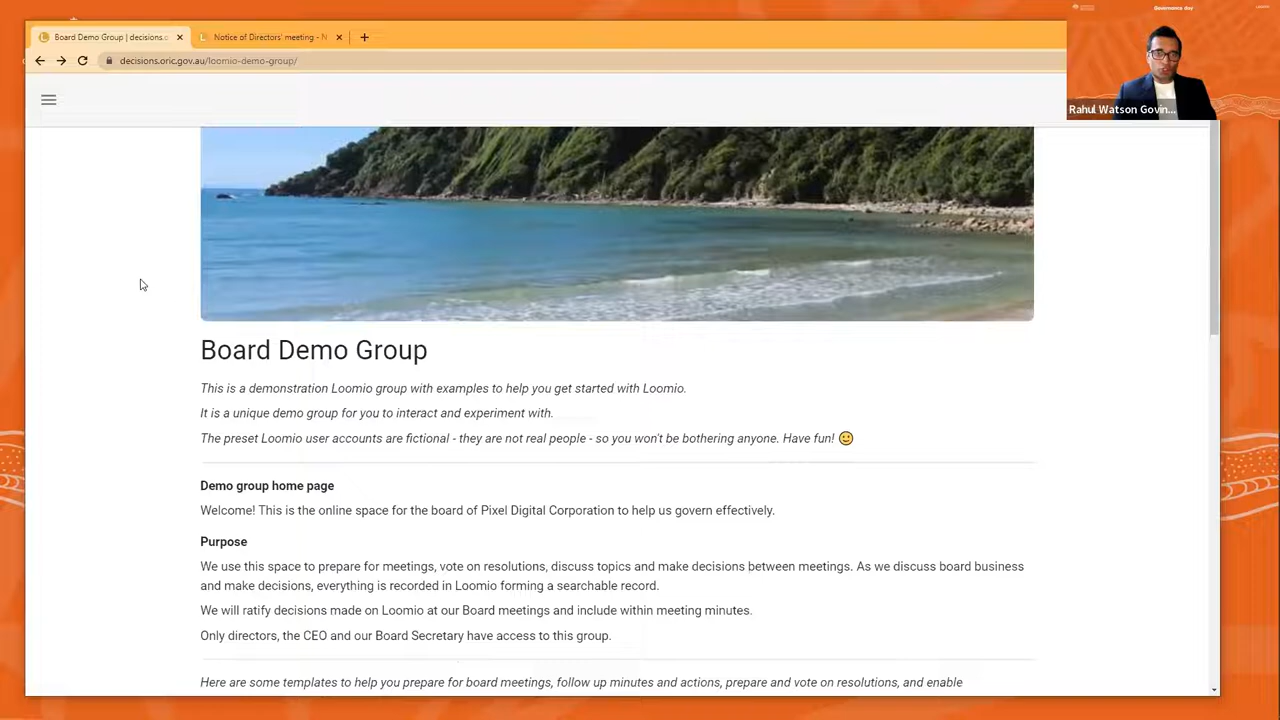 Governance day
Board Demo Group | decisions.o
Notice of Directors' meeting - N
decisions.oric.gov.au/loomio-demo-group/
Rahul Watson Govin...
Board Demo Group
This is a demonstration Loomio group with examples to help you get started with Loomio.
It is a unique demo group for you to interact and experiment with.
The preset Loomio user accounts are fictional - they are not real people - so you won't be bothering anyone. Have fun! 🙂
Demo group home page
Welcome! This is the online space for the board of Pixel Digital Corporation to help us govern effectively.
Purpose
We use this space to prepare for meetings, vote on resolutions, discuss topics and make decisions between meetings. As we discuss board business
and make decisions, everything is recorded in Loomio forming a searchable record.
We will ratify decisions made on Loomio at our Board meetings and include within meeting minutes.
Only directors, the CEO and our Board Secretary have access to this group.
Here are some templates to help you prepare for board meetings, follow up minutes and actions, prepare and vote on resolutions, and enable